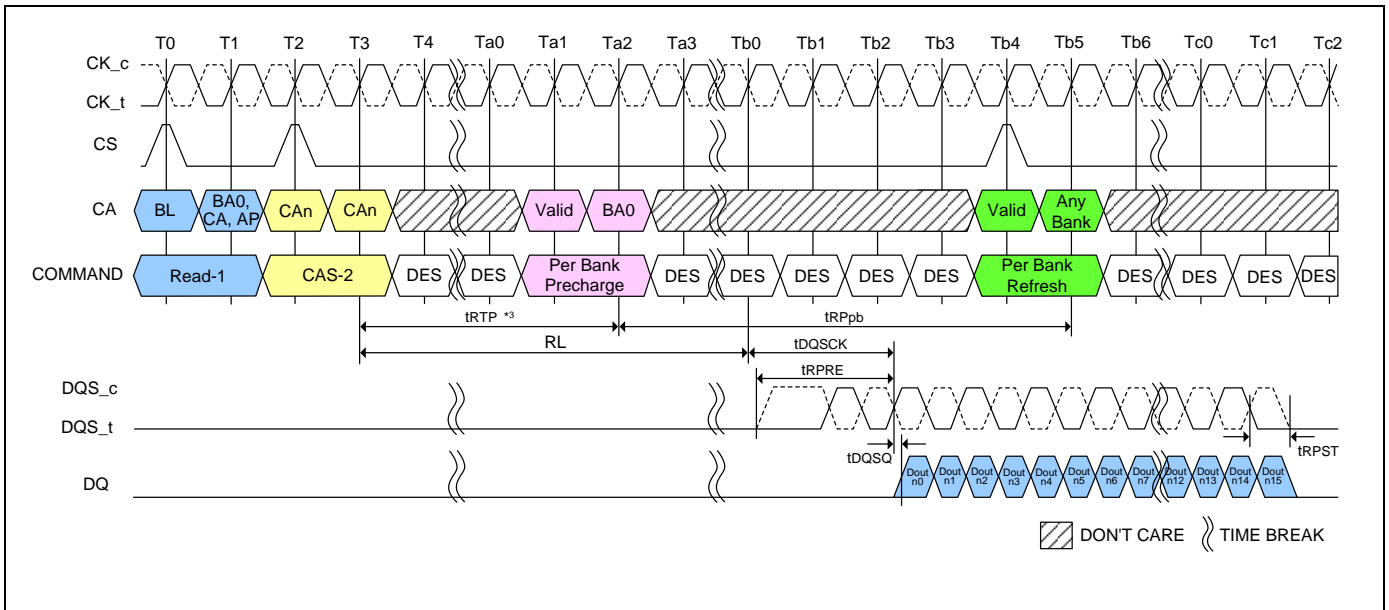 T0 T1 T2 T3 T4 Ta0 Ta1 Ta2 Ta3 Tb0 Tb1 Tb2 Tb3 Tb4 Tb5 Tb6 Tc0 Tc1 Tc2
CK_c
CK_t
CS
CA BL BA0, CA, AP CAn CAn Valid BA0 Valid Any Bank
COMMAND Read-1 CAS-2 DES DES Per Bank Precharge DES DES DES DES DES Per Bank Refresh DES DES DES DES
tRTP *3 tRPpb
RL tDQSCK
tRPRE
DQS_c
DQS_t
tDQSQ tRPST
DQ Dout n0 Dout n1 Dout n2 Dout n3 Dout n4 Dout n5 Dout n6 Dout n7 Dout n12 Dout n13 Dout n14 Dout n15
DON'T CARE TIME BREAK